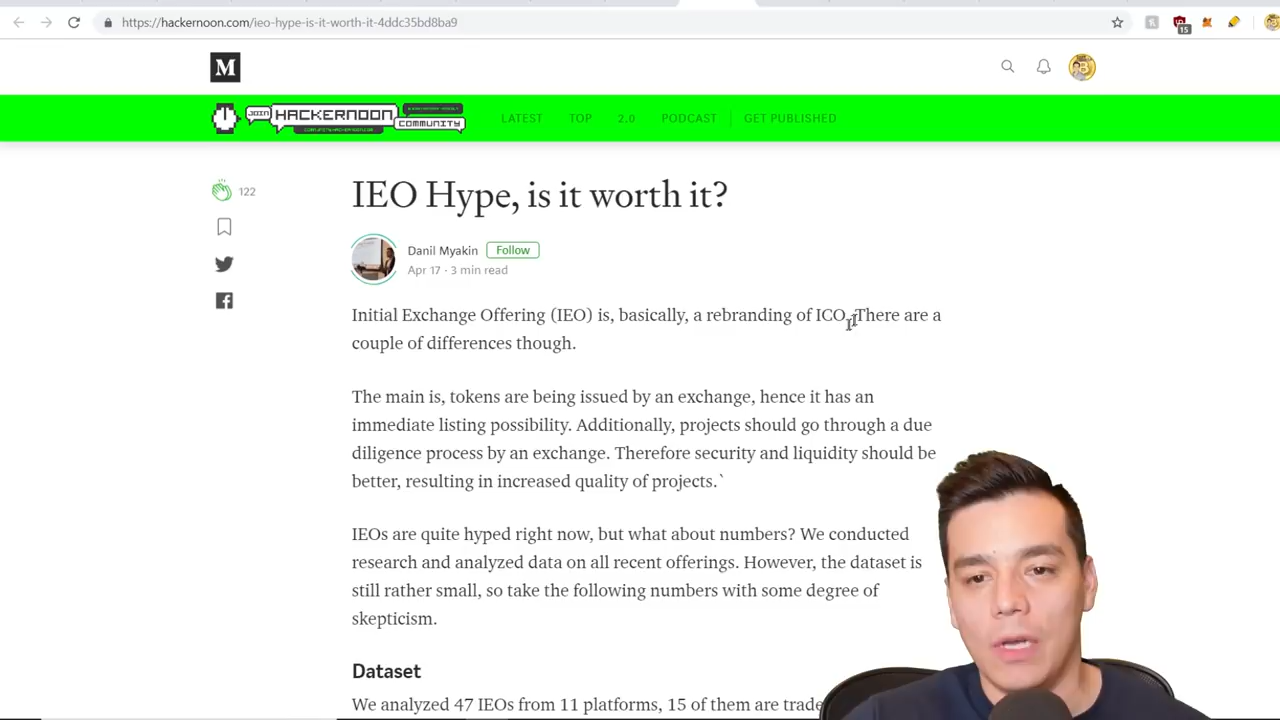 https://hackernoon.com/ieo-hype-is-it-worth-it-4ddc35bd8ba9
15
M
JOIN HACKERNOON COMMUNITY
LATEST TOP 2.0 PODCAST GET PUBLISHED
122
IEO Hype, is it worth it?
Danil Myakin Follow
Apr 17 · 3 min read
Initial Exchange Offering (IEO) is, basically, a rebranding of ICO. There are a
couple of differences though.
The main is, tokens are being issued by an exchange, hence it has an
immediate listing possibility. Additionally, projects should go through a due
diligence process by an exchange. Therefore security and liquidity should be
better, resulting in increased quality of projects.`
IEOs are quite hyped right now, but what about numbers? We conducted
research and analyzed data on all recent offerings. However, the dataset is
still rather small, so take the following numbers with some degree of
skepticism.
Dataset
We analyzed 47 IEOs from 11 platforms, 15 of them are trade